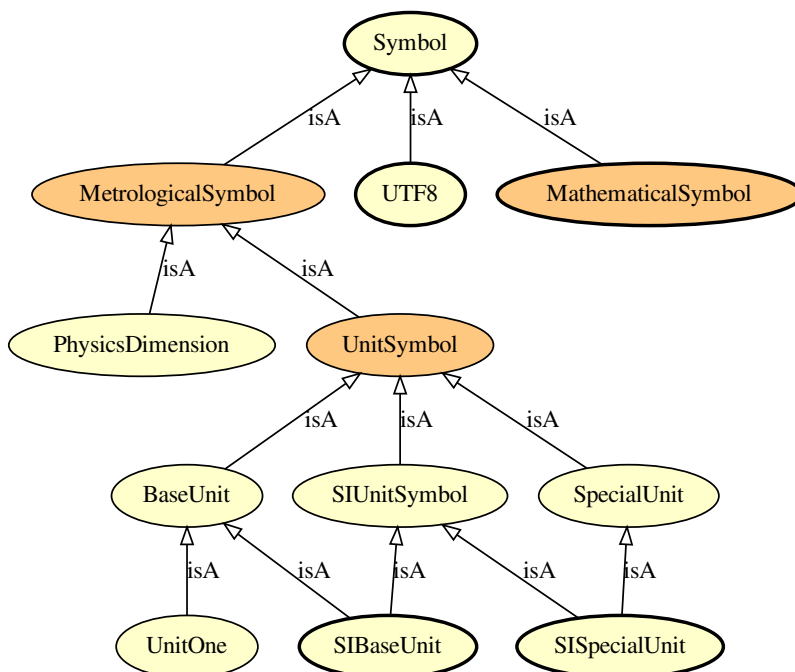 Symbol
isA
isA
isA
MetrologicalSymbol
UTF8
MathematicalSymbol
isA
isA
PhysicsDimension
UnitSymbol
isA
isA
isA
BaseUnit
SIUnitSymbol
SpecialUnit
isA
isA
isA
isA
isA
UnitOne
SIBaseUnit
SISpecialUnit